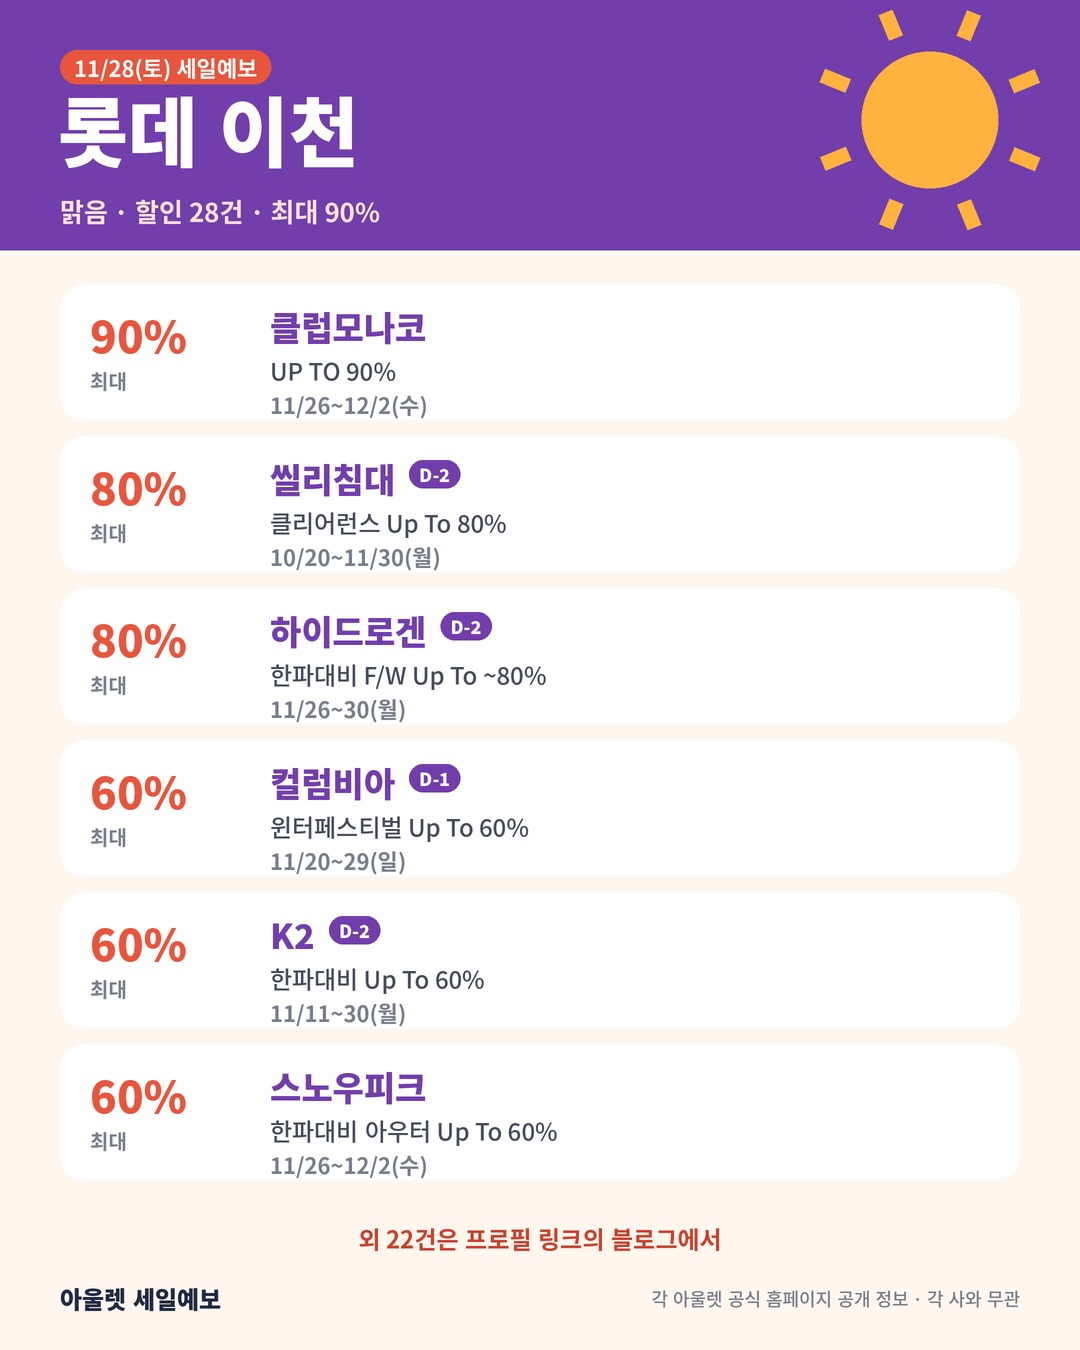 11/28(토) 세일예보
롯데 이천
맑음 · 할인 28건 · 최대 90%
90%
최대
클럽모나코
UP TO 90%
11/26~12/2(수)
80%
최대
씰리침대 D-2
클리어런스 Up To 80%
10/20~11/30(월)
80%
최대
하이드로겐 D-2
한파대비 F/W Up To ~80%
11/26~30(월)
60%
최대
컬럼비아 D-1
윈터페스티벌 Up To 60%
11/20~29(일)
60%
최대
K2 D-2
한파대비 Up To 60%
11/11~30(월)
60%
최대
스노우피크
한파대비 아우터 Up To 60%
11/26~12/2(수)
외 22건은 프로필 링크의 블로그에서
아울렛 세일예보
각 아울렛 공식 홈페이지 공개 정보 · 각 사와 무관